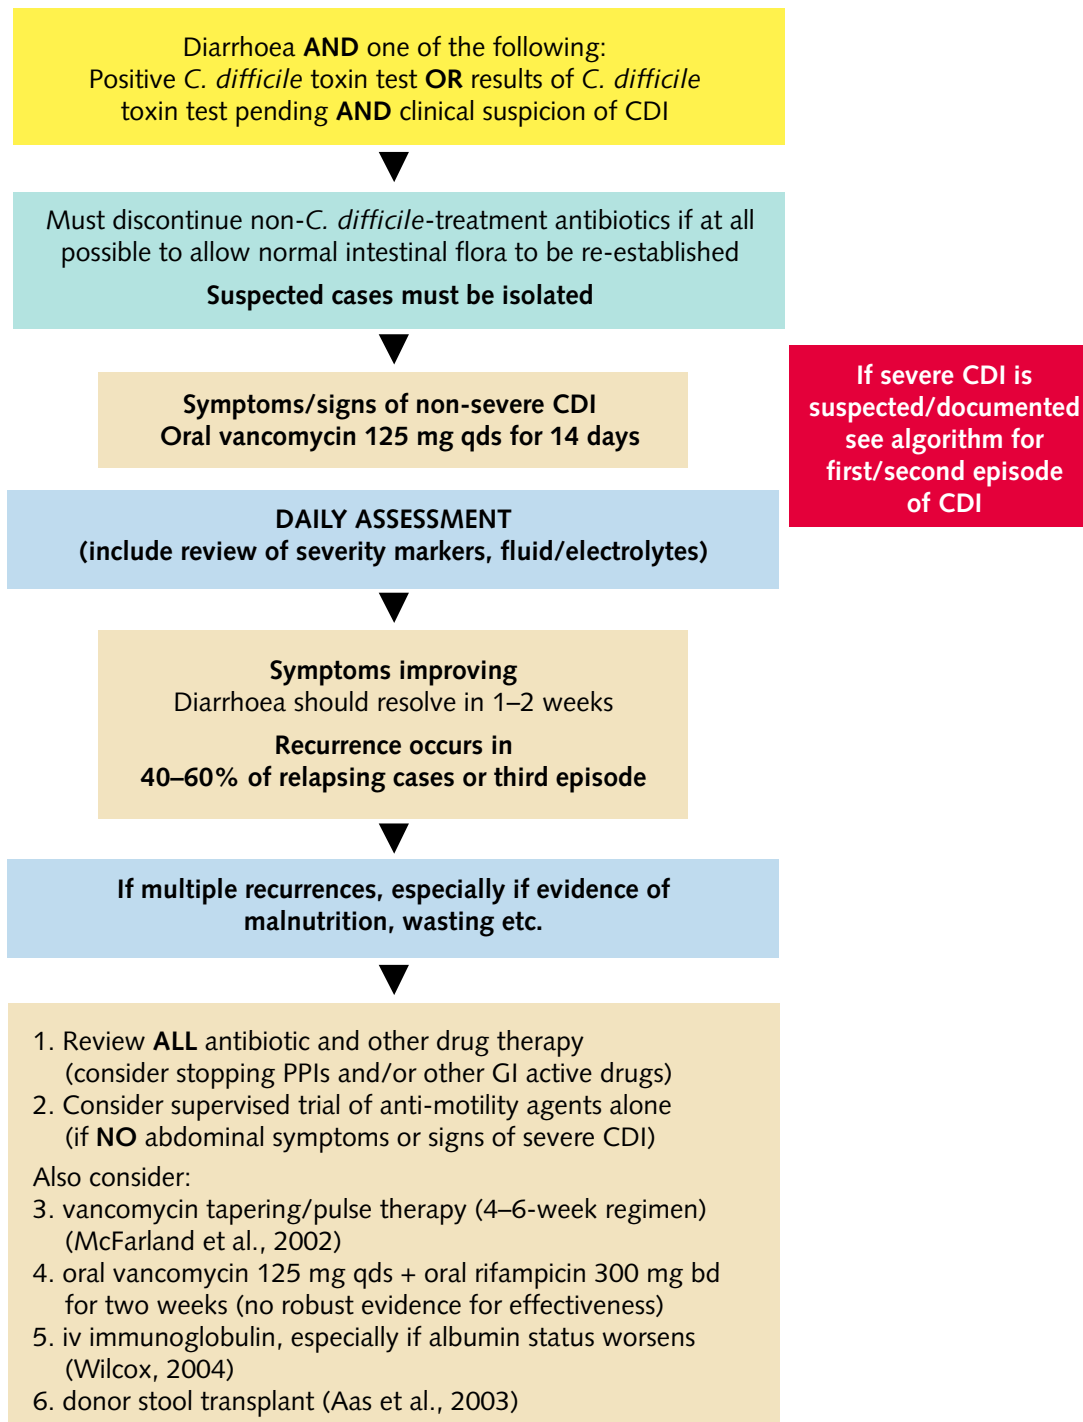 Diarrhoea AND one of the following:
Positive C. difficile toxin test OR results of C. difficile
toxin test pending AND clinical suspicion of CDI
Must discontinue non-C. difficile-treatment antibiotics if at all
possible to allow normal intestinal flora to be re-established
Suspected cases must be isolated
Symptoms/signs of non-severe CDI
Oral vancomycin 125 mg qds for 14 days
If severe CDI is
suspected/documented
see algorithm for
first/second episode
of CDI
DAILY ASSESSMENT
(include review of severity markers, fluid/electrolytes)
Symptoms improving
Diarrhoea should resolve in 1–2 weeks
Recurrence occurs in
40–60% of relapsing cases or third episode
If multiple recurrences, especially if evidence of
malnutrition, wasting etc.
1. Review ALL antibiotic and other drug therapy
(consider stopping PPIs and/or other GI active drugs)
2. Consider supervised trial of anti-motility agents alone
(if NO abdominal symptoms or signs of severe CDI)
Also consider:
3. vancomycin tapering/pulse therapy (4–6-week regimen)
(McFarland et al., 2002)
4. oral vancomycin 125 mg qds + oral rifampicin 300 mg bd
for two weeks (no robust evidence for effectiveness)
5. iv immunoglobulin, especially if albumin status worsens
(Wilcox, 2004)
6. donor stool transplant (Aas et al., 2003)